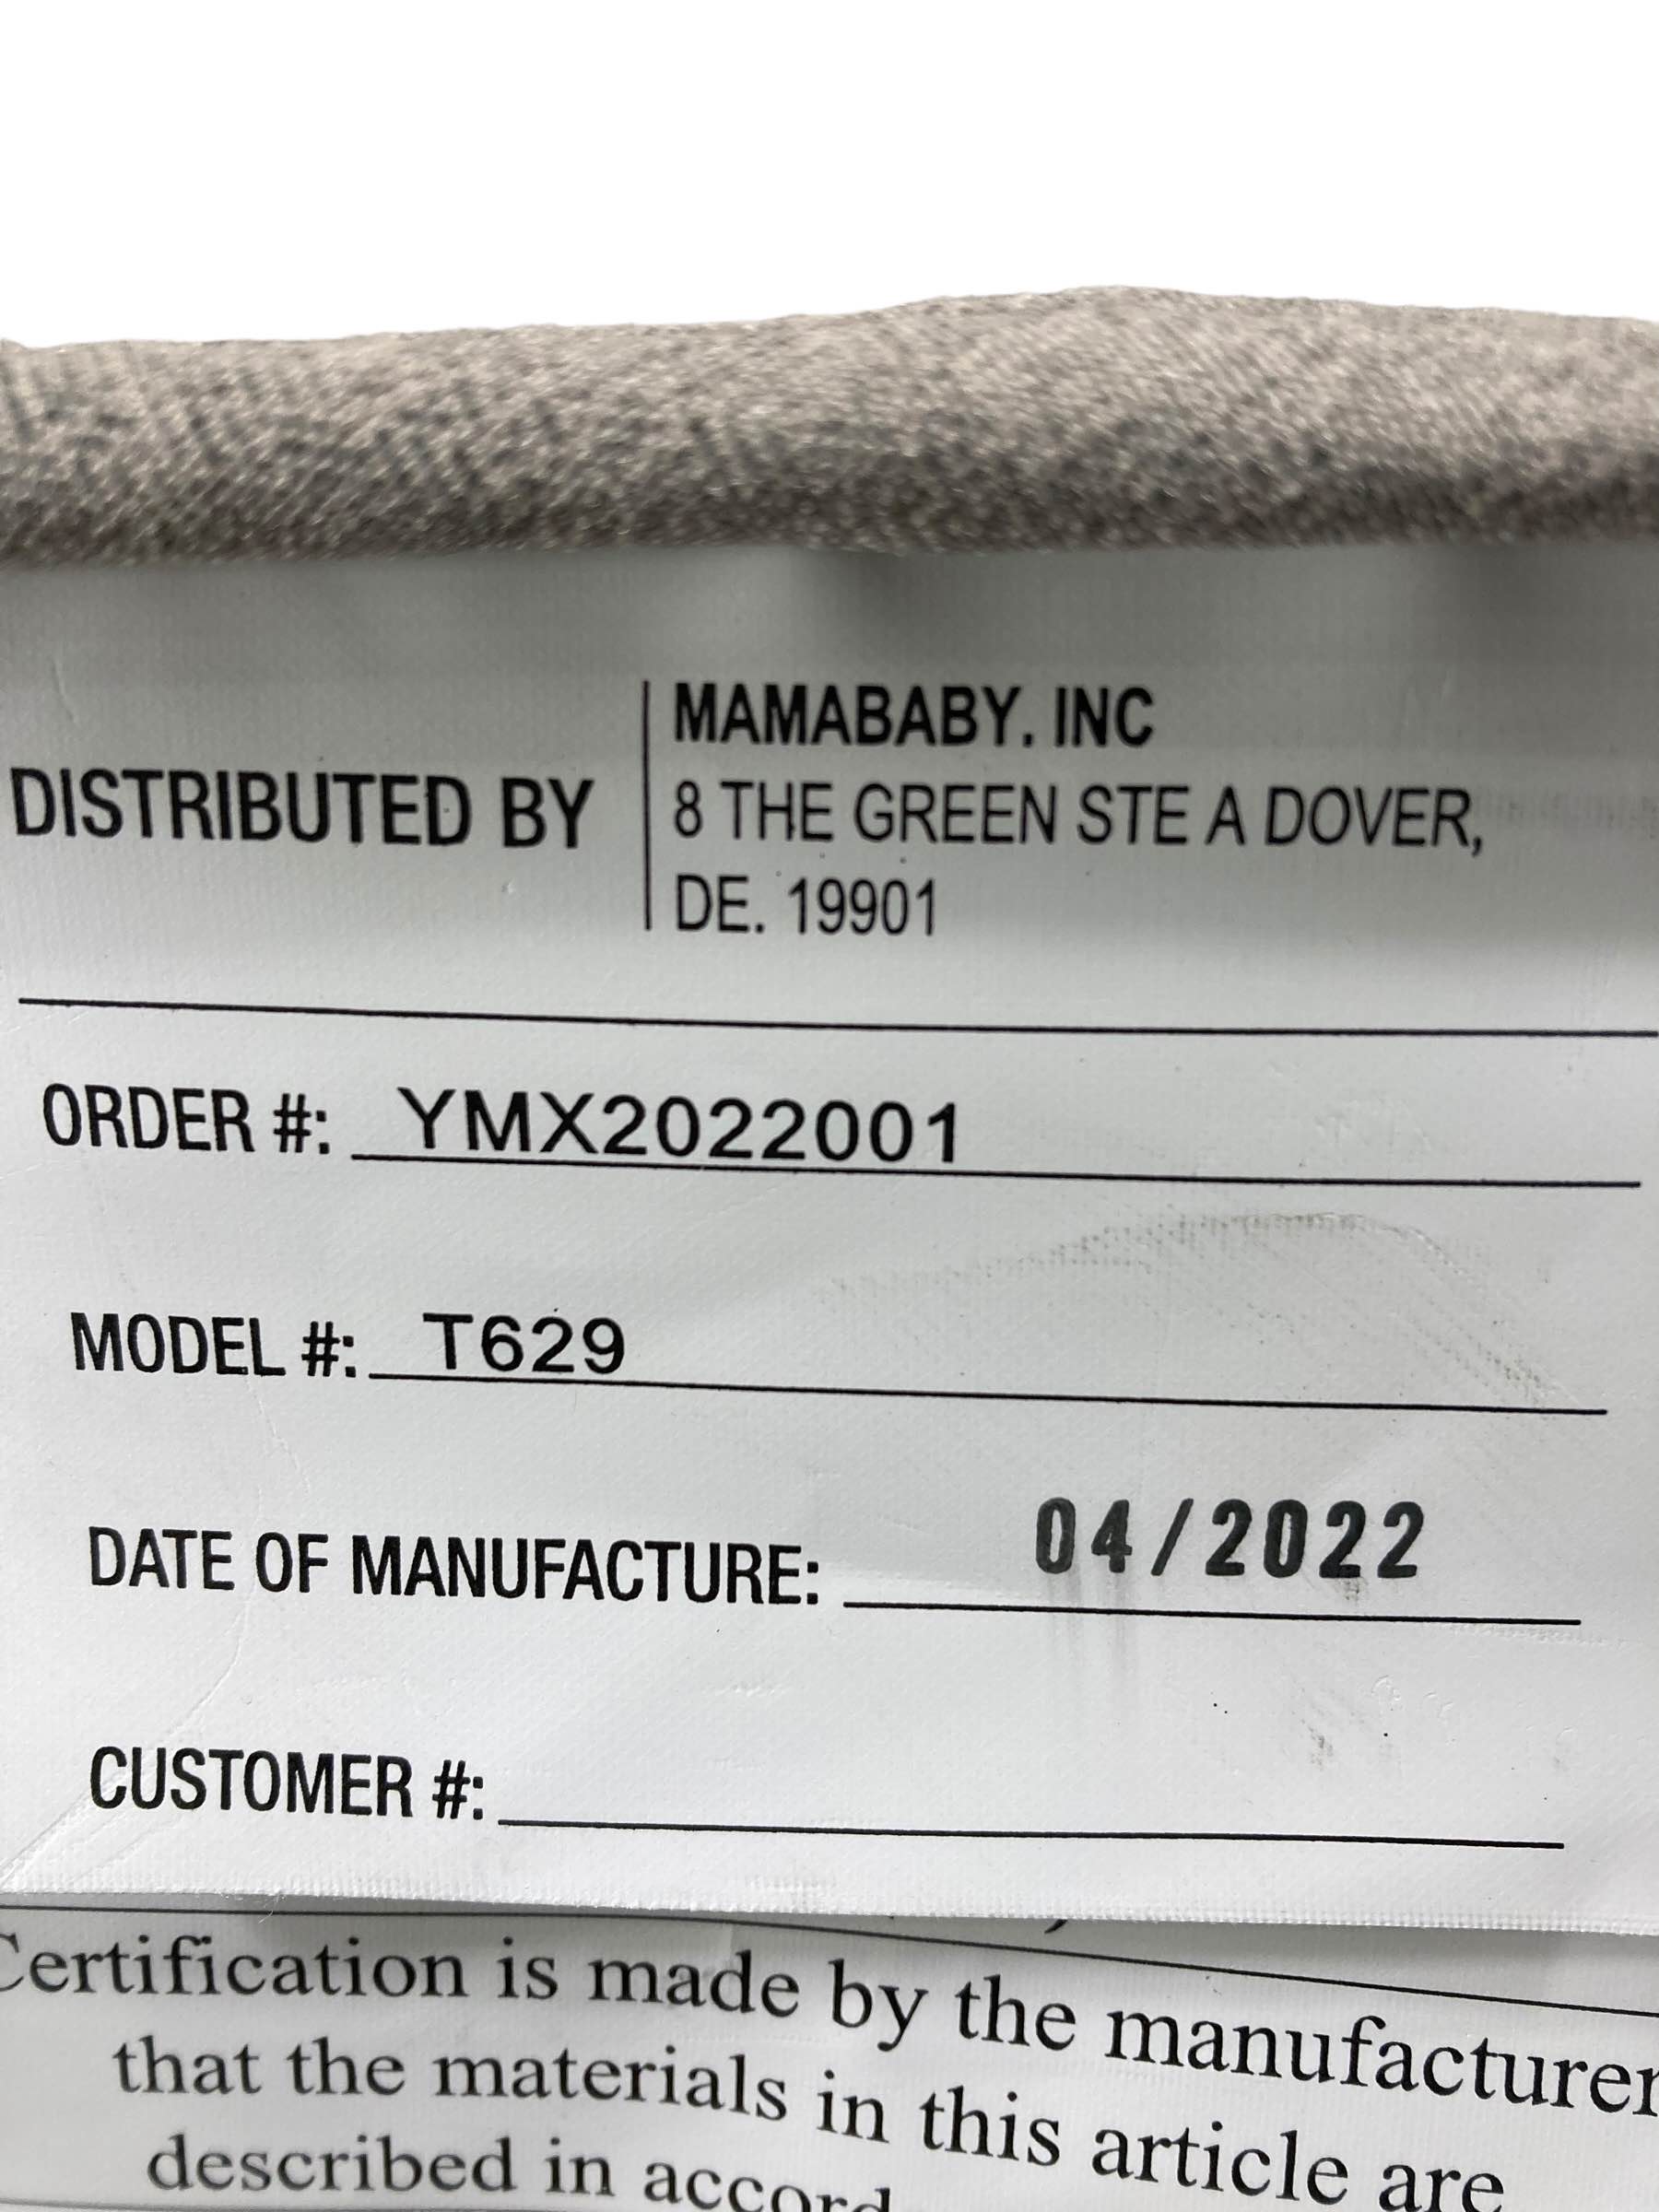 DISTRIBUTED BY
MAMABABY. INC
8 THE GREEN STE A DOVER,
DE. 19901
ORDER #: YMX2022001
MODEL #: T629
DATE OF MANUFACTURE: 04/2022
CUSTOMER #:
Certification is made by the manufacturer
that the materials in this article are
described in accord